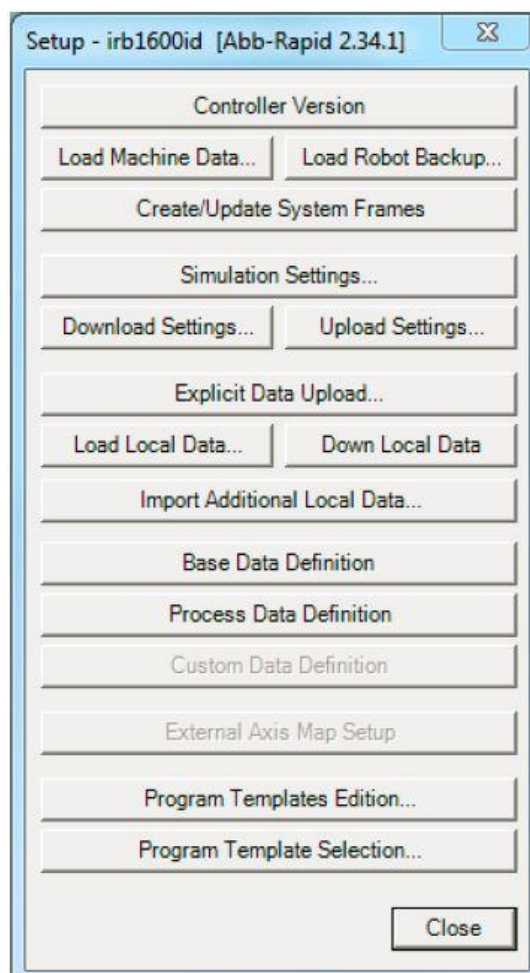 Setup - irb1600id [Abb-Rapid 2.34.1]
Controller Version
Load Machine Data... Load Robot Backup...
Create/Update System Frames
Simulation Settings...
Download Settings... Upload Settings...
Explicit Data Upload...
Load Local Data... Down Local Data
Import Additional Local Data...
Base Data Definition
Process Data Definition
Custom Data Definition
External Axis Map Setup
Program Templates Edition...
Program Template Selection...
Close